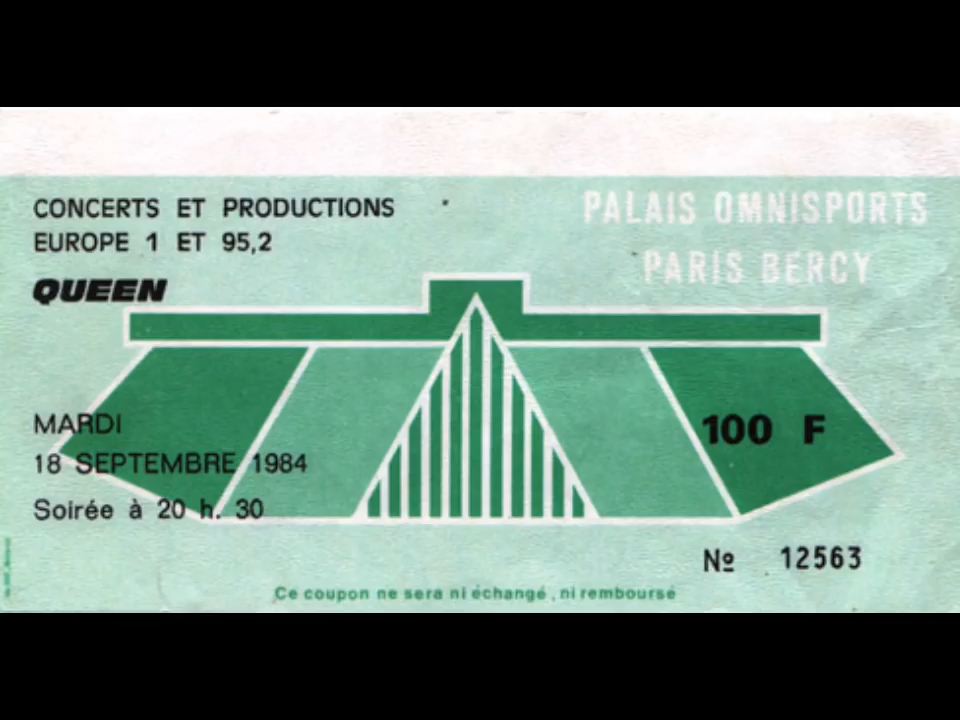 CONCERTS ET PRODUCTIONS
EUROPE 1 ET 95,2
PALAIS OMNISPORTS
PARIS BERCY
QUEEN
MARDI
18 SEPTEMBRE 1984
Soirée à 20 h. 30
100 F
Nº 12563
Ce coupon ne sera ni échangé, ni remboursé